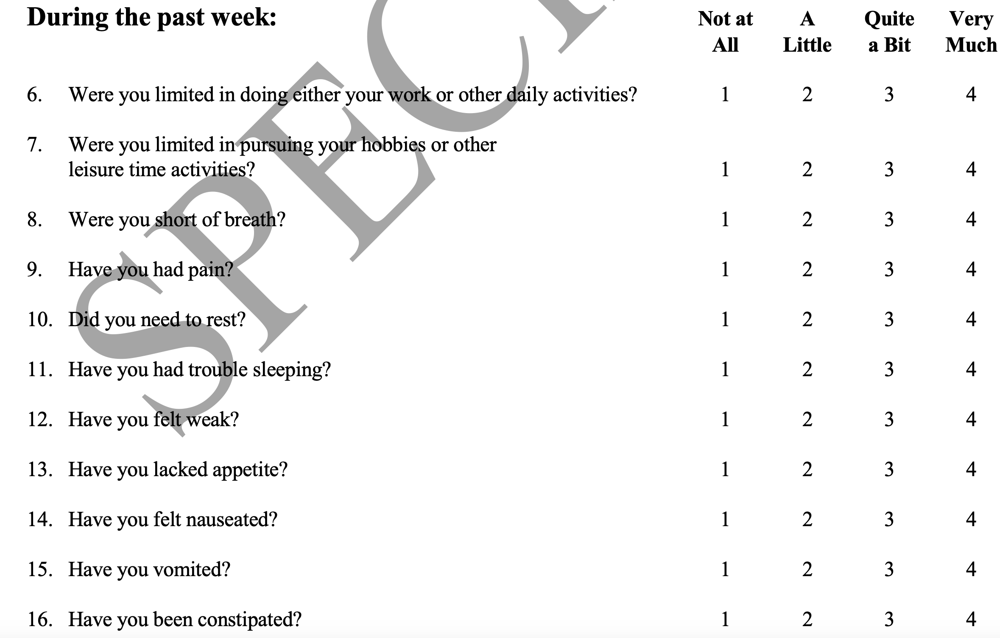 During the past week:
Not at All
A Little
Quite a Bit
Very Much
6. Were you limited in doing either your work or other daily activities? 1 2 3 4
7. Were you limited in pursuing your hobbies or other
leisure time activities? 1 2 3 4
8. Were you short of breath? 1 2 3 4
9. Have you had pain? 1 2 3 4
10. Did you need to rest? 1 2 3 4
11. Have you had trouble sleeping? 1 2 3 4
12. Have you felt weak? 1 2 3 4
13. Have you lacked appetite? 1 2 3 4
14. Have you felt nauseated? 1 2 3 4
15. Have you vomited? 1 2 3 4
16. Have you been constipated? 1 2 3 4
SPEC